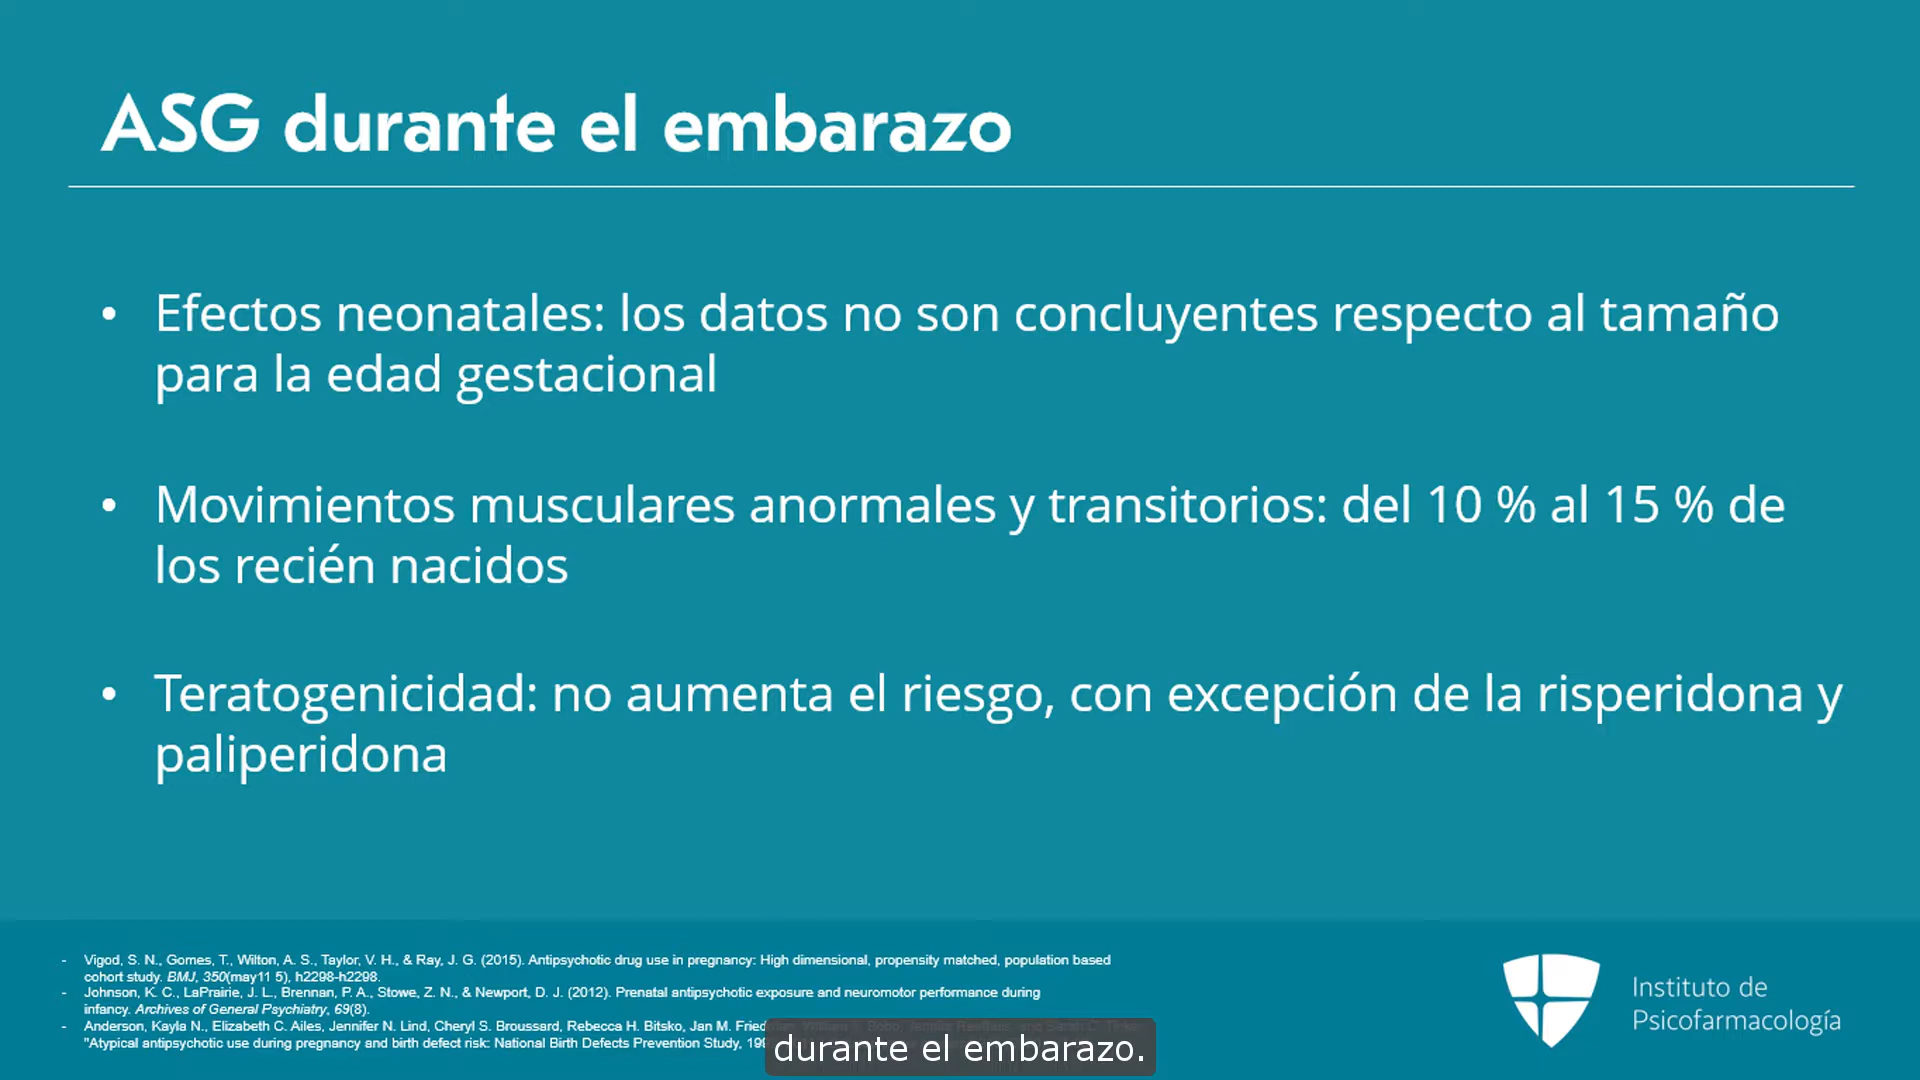 ASG durante el embarazo
• Efectos neonatales: los datos no son concluyentes respecto al tamaño
para la edad gestacional
• Movimientos musculares anormales y transitorios: del 10 % al 15 % de
los recién nacidos
• Teratogenicidad: no aumenta el riesgo, con excepción de la risperidona y
paliperidona
- Vigod, S. N., Gomes, T., Wilton, A. S., Taylor, V. H., & Ray, J. G. (2015). Antipsychotic drug use in pregnancy: High dimensional, propensity matched, population based
cohort study. BMJ, 350(may11 5), h2298-h2298.
- Johnson, K. C., LaPrairie, J. L., Brennan, P. A., Stowe, Z. N., & Newport, D. J. (2012). Prenatal antipsychotic exposure and neuromotor performance during
infancy. Archives of General Psychiatry, 69(8).
- Anderson, Kayla N., Elizabeth C. Ailes, Jennifer N. Lind, Cheryl S. Broussard, Rebecca H. Bitsko, Jan M.
"Atypical antipsychotic use during pregnancy and birth defect risk: National Birth Defects Prevention Study,
durante el embarazo.
Instituto de
Psicofarmacología